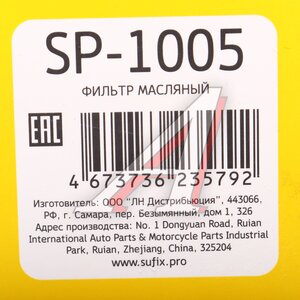 SP-1005
ФИЛЬТР МАСЛЯНЫЙ
EAC
4 673736 235792
Изготовитель: ООО "ЛН Дистрибьюция", 443066.
РФ, г. Самара, пер. Безымянный, дом 1, 326
Адрес производства: No. 1 Dongyuan Road, Ruian
International Auto Parts & Motorcycle Parts Industrial
Park, Ruian, Zhejiang, China, 325204
www.sufix.pro